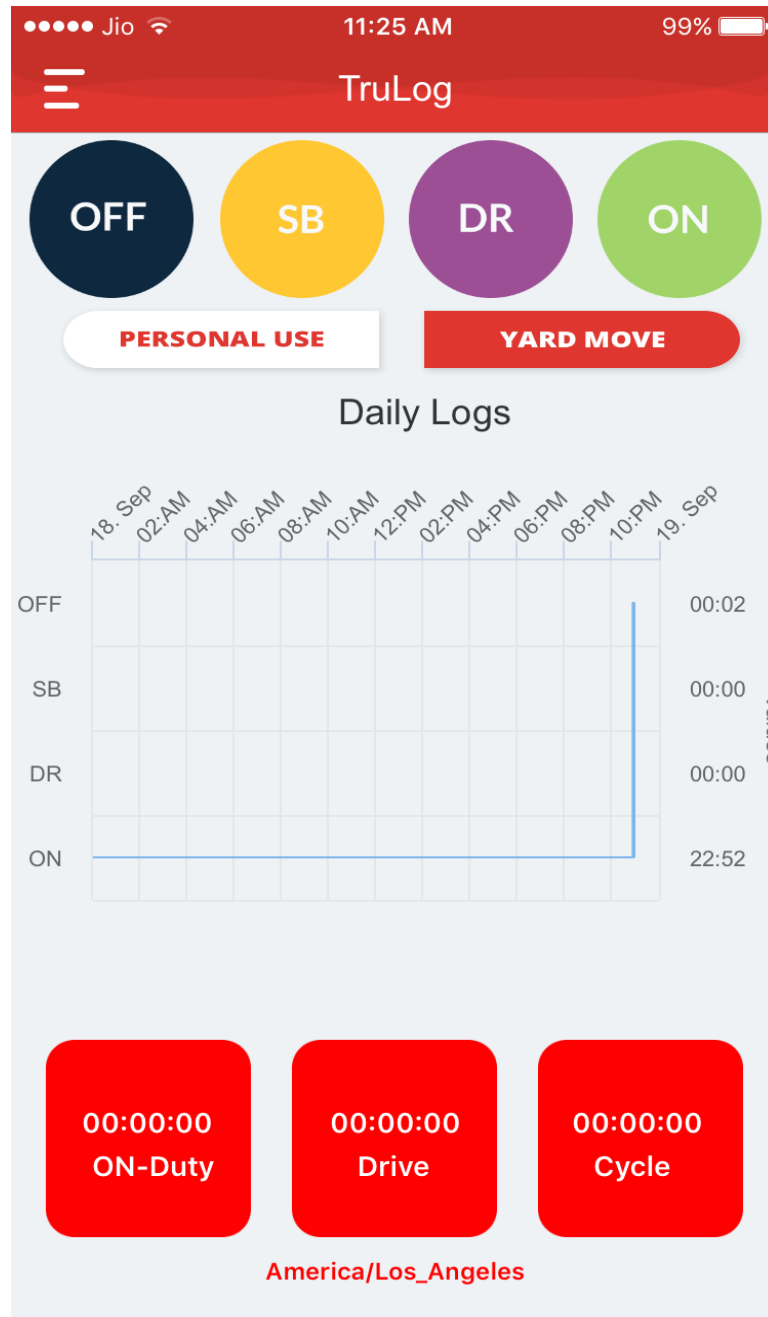 Jio 11:25 AM 99%
TruLog
OFF SB DR ON
PERSONAL USE YARD MOVE
Daily Logs
18. Sep 02:AM 04:AM 06:AM 08:AM 10:AM 12:PM 02:PM 04:PM 06:PM 08:PM 10:PM 19. Sep
OFF 00:02
SB 00:00
DR 00:00
ON 22:52
00:00:00 00:00:00 00:00:00
ON-Duty Drive Cycle
America/Los_Angeles